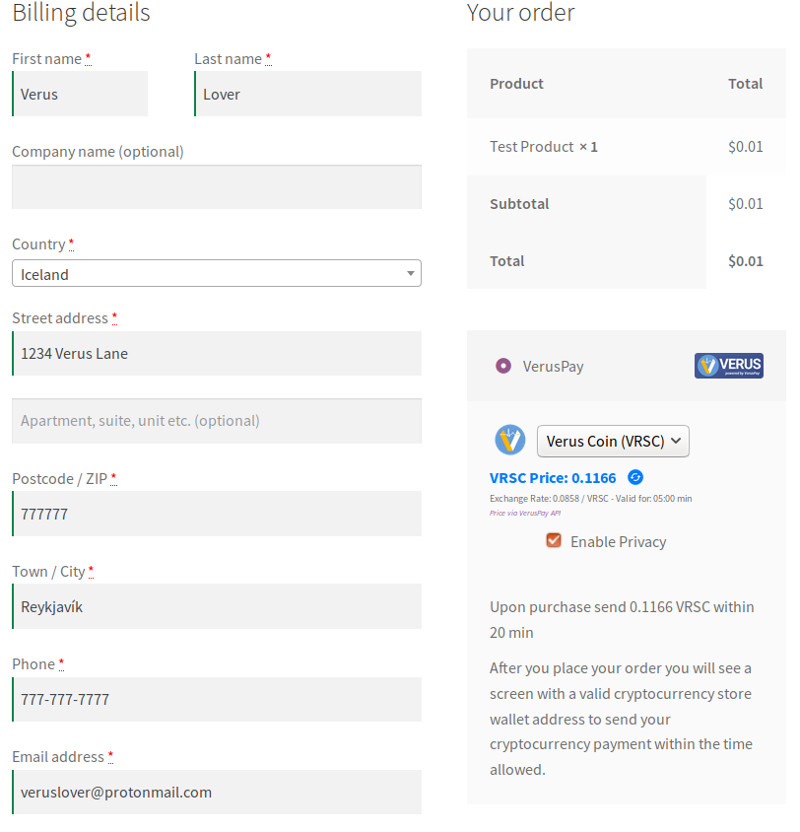 Billing details
First name *
Last name *
Verus
Lover
Company name (optional)
Country *
Iceland
Street address *
1234 Verus Lane
Apartment, suite, unit etc. (optional)
Postcode / ZIP *
777777
Town / City *
Reykjavík
Phone *
777-777-7777
Email address *
veruslover@protonmail.com
Your order
Product Total
Test Product × 1 $0.01
Subtotal $0.01
Total $0.01
VerusPay
VERUS
powered by VerusPay
Verus Coin (VRSC)
VRSC Price: 0.1166
Exchange Rate: 0.0858 / VRSC - Valid for: 05:00 min
Price via VerusPay API
Enable Privacy
Upon purchase send 0.1166 VRSC within
20 min
After you place your order you will see a
screen with a valid cryptocurrency store
wallet address to send your
cryptocurrency payment within the time
allowed.